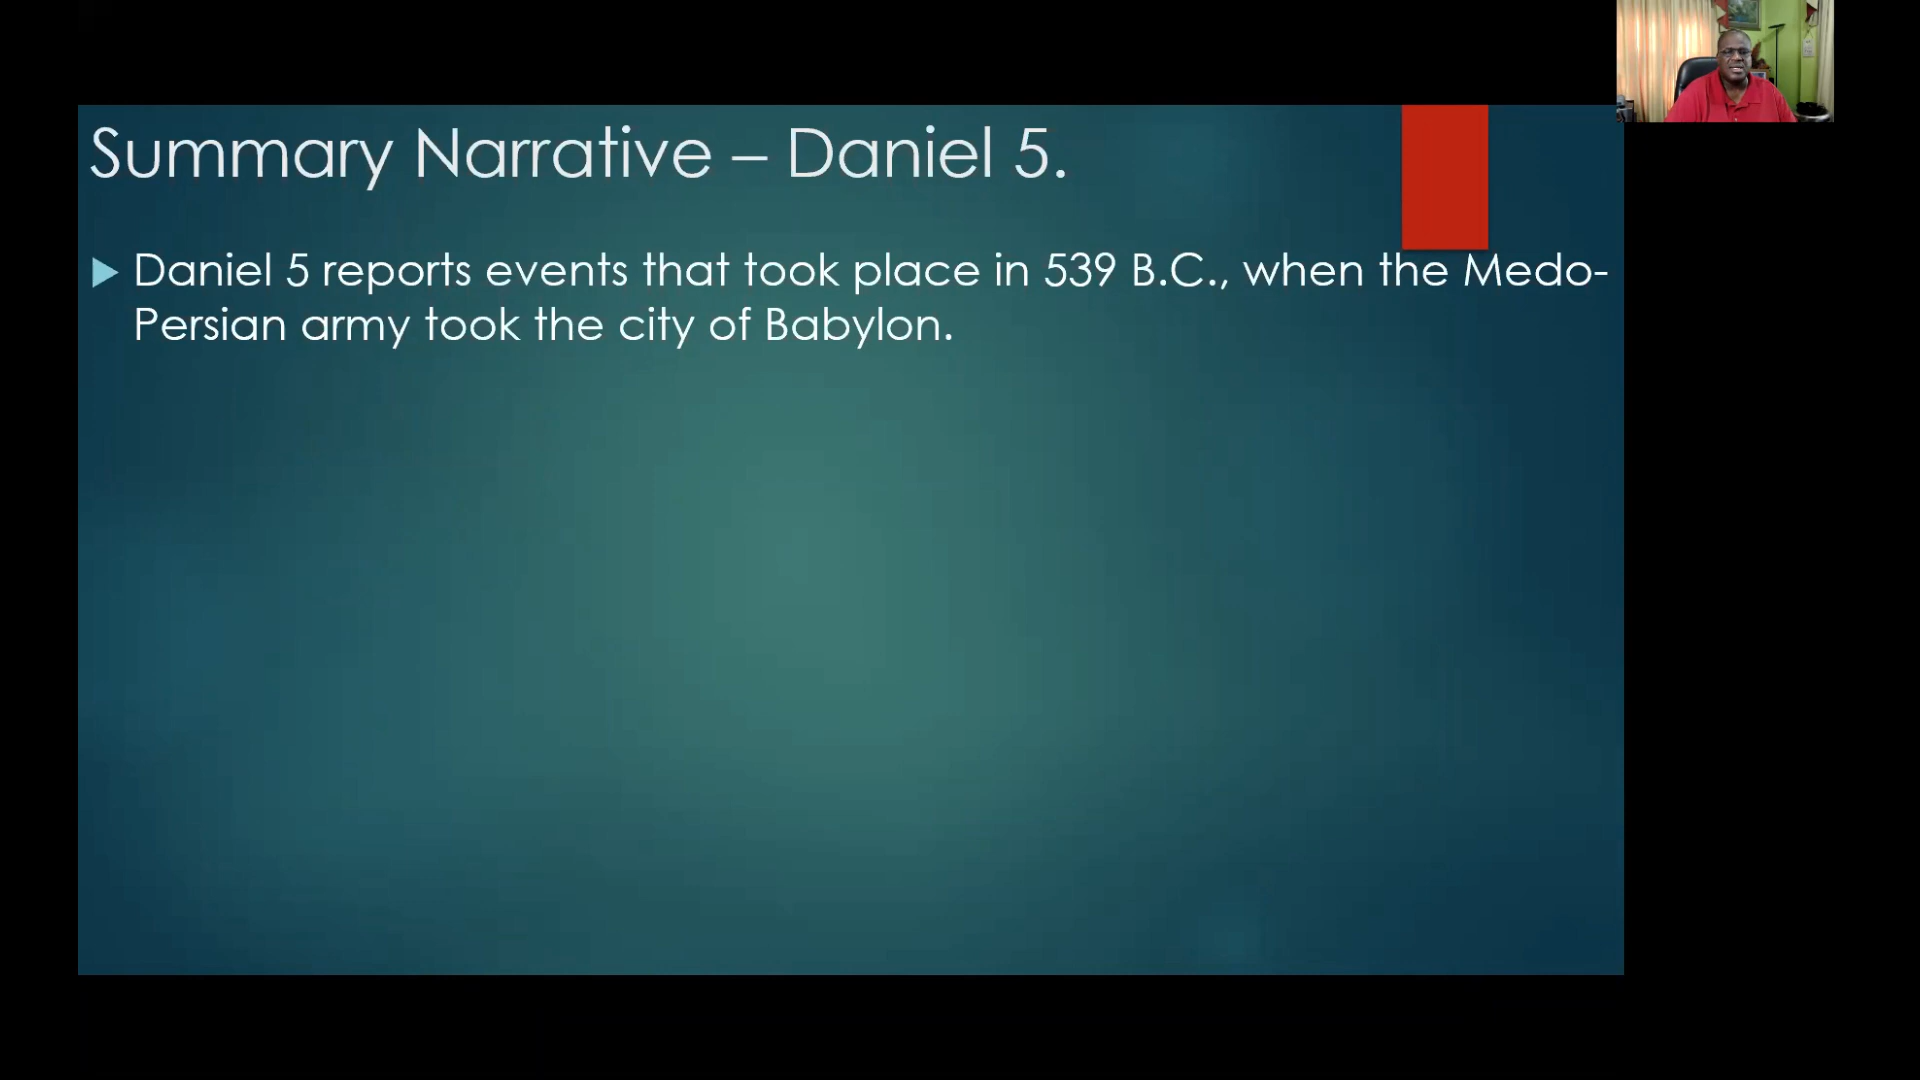 Summary Narrative – Daniel 5.
Daniel 5 reports events that took place in 539 B.C., when the Medo-
Persian army took the city of Babylon.